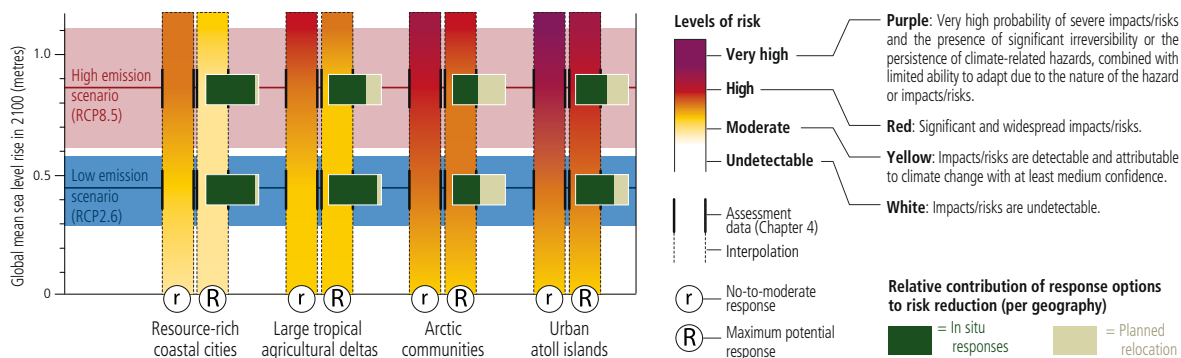 Global mean sea level rise in 2100 (metres)
1.0
0.5
0
High emission
scenario
(RCP8.5)
Low emission
scenario
(RCP2.6)
r
R
r
R
r
R
r
R
Resource-rich
coastal cities
Large tropical
agricultural deltas
Arctic
communities
Urban
atoll islands
Levels of risk
Very high
High
Moderate
Undetectable
Assessment
data (Chapter 4)
Interpolation
r
No-to-moderate
response
R
Maximum potential
response
Purple: Very high probability of severe impacts/risks
and the presence of significant irreversibility or the
persistence of climate-related hazards, combined with
limited ability to adapt due to the nature of the hazard
or impacts/risks.
Red: Significant and widespread impacts/risks.
Yellow: Impacts/risks are detectable and attributable
to climate change with at least medium confidence.
White: Impacts/risks are undetectable.
Relative contribution of response options
to risk reduction (per geography)
= In situ
responses
= Planned
relocation